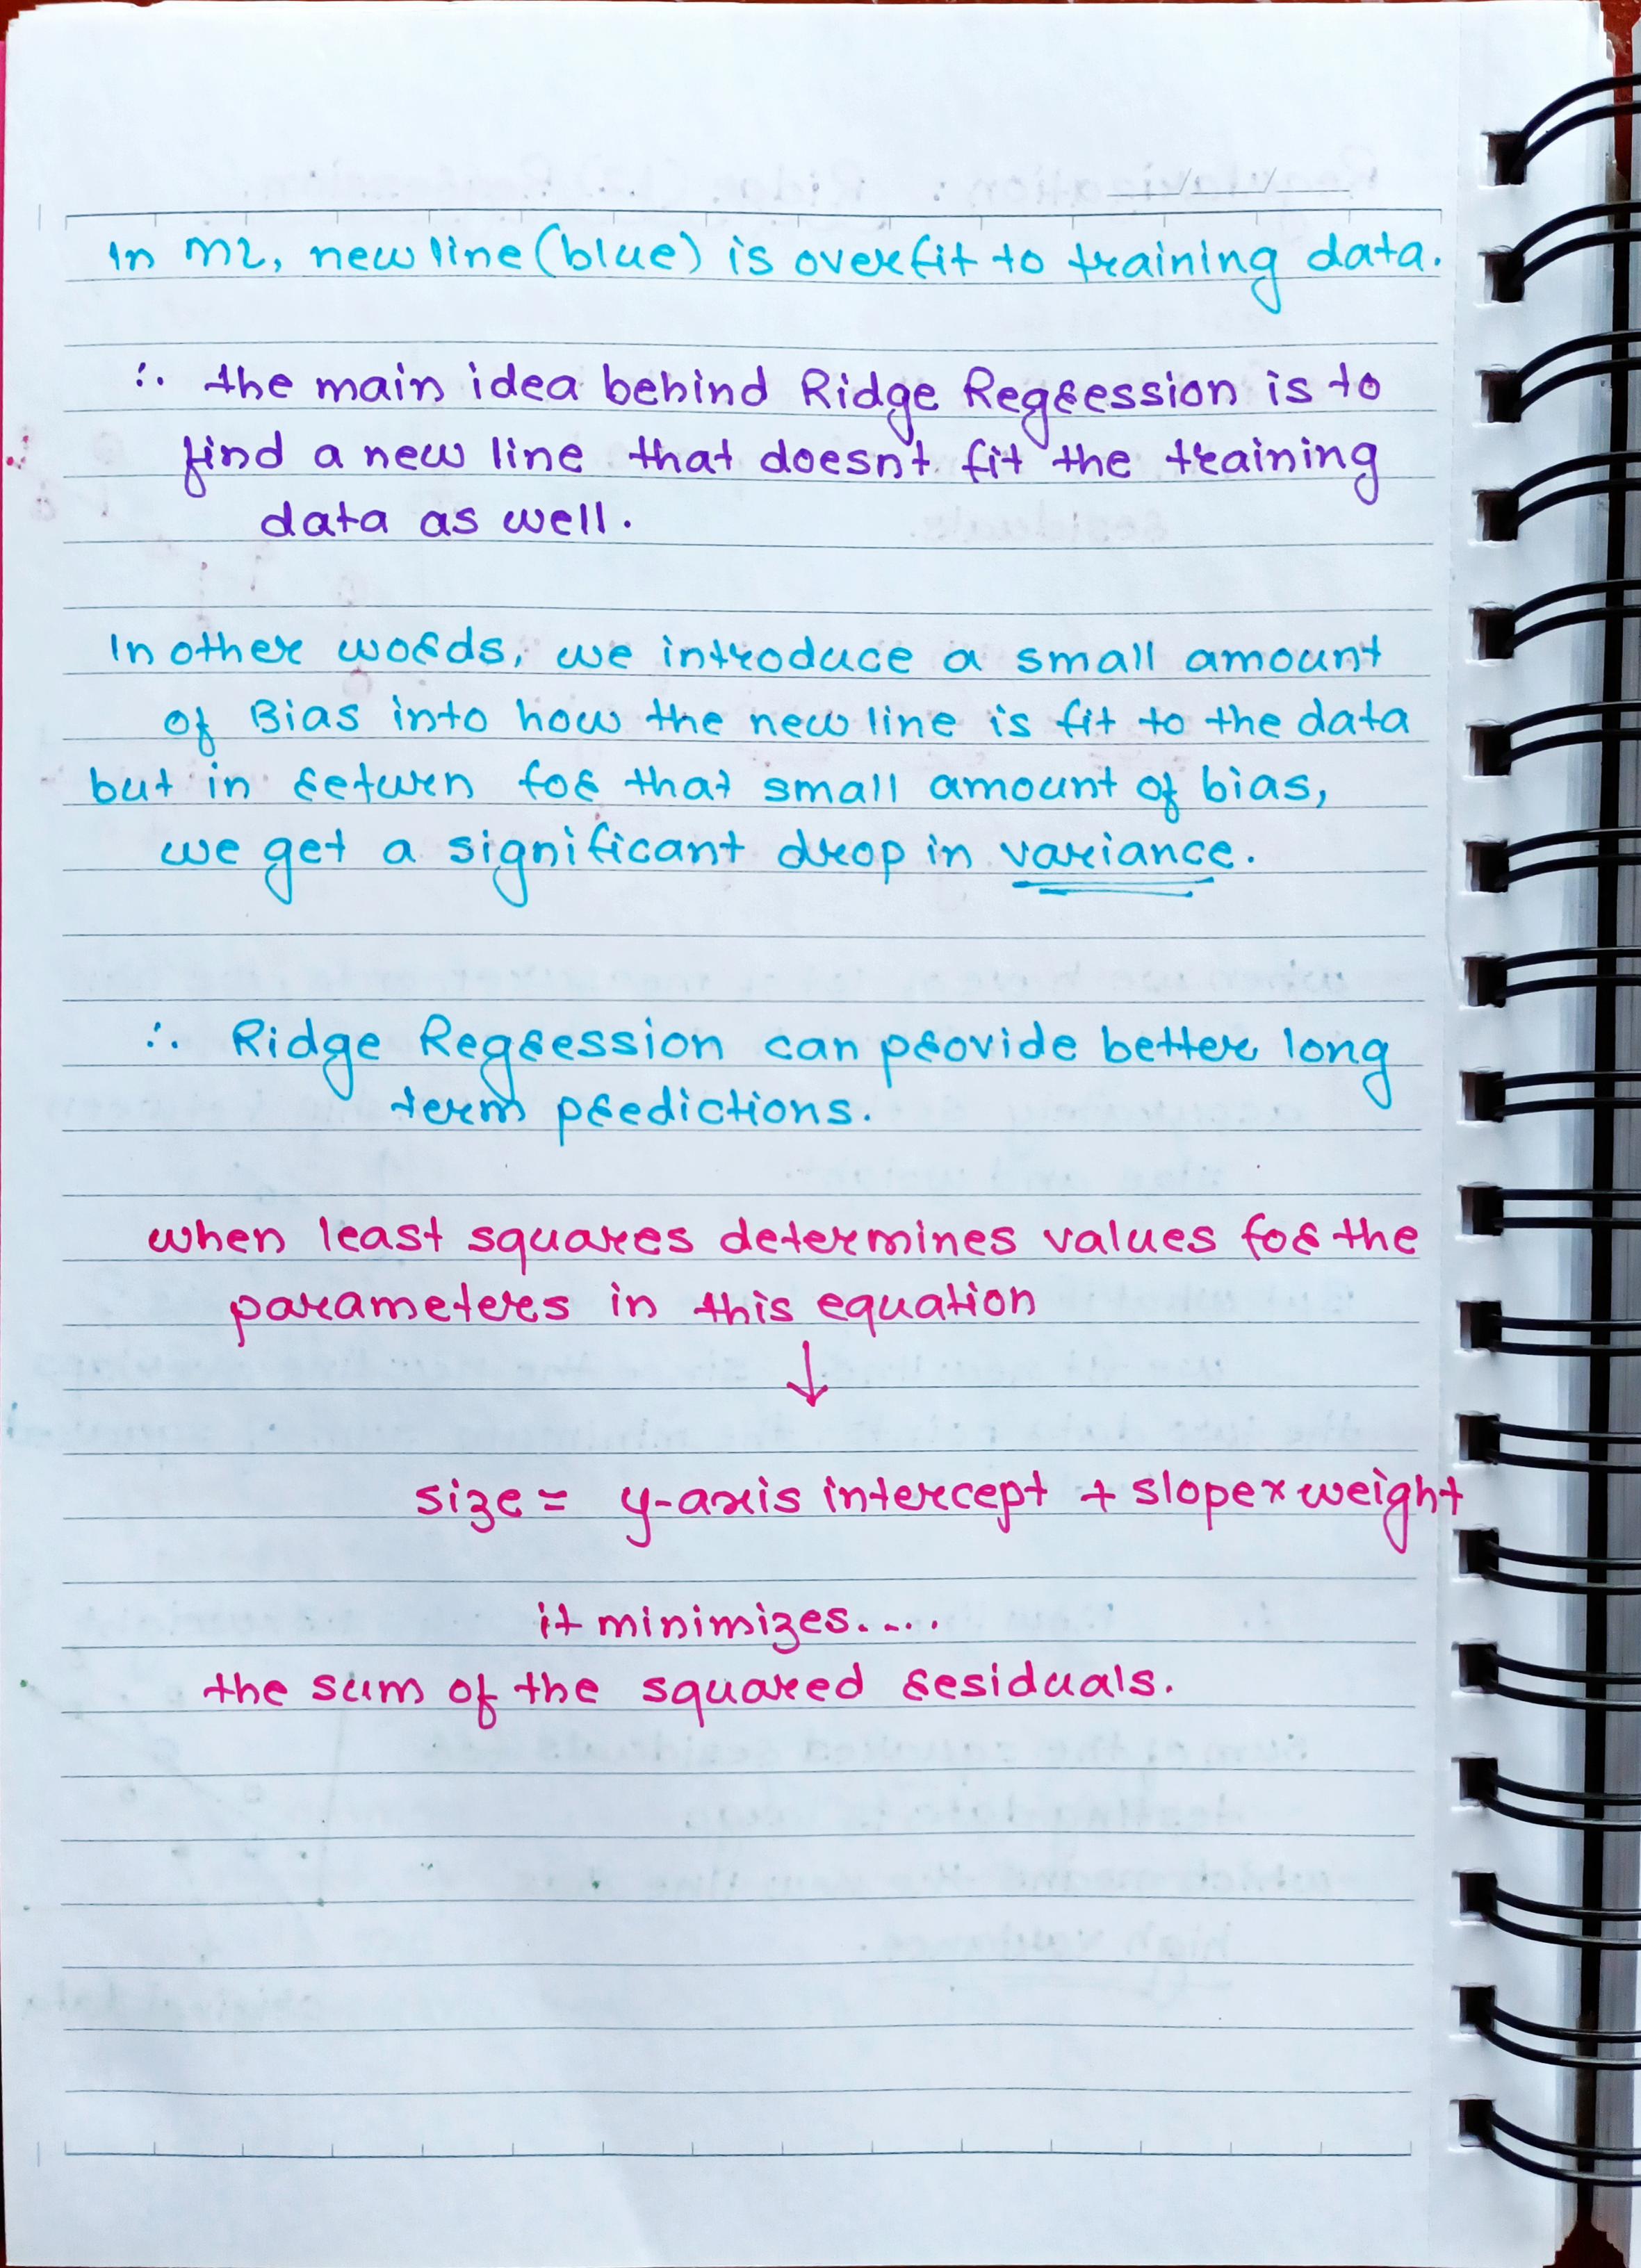 In ML, new line (blue) is overfit to training data.
∴ the main idea behind Ridge Regression is to
find a new line that doesn't fit the training
data as well.
In other words, we introduce a small amount
of Bias into how the new line is fit to the data
but in return for that small amount of bias,
we get a significant drop in variance.
∴ Ridge Regression can provide better long
term predictions.
when least squares determines values for the
parameters in this equation
↓
size = y-axis intercept + slope x weight
it minimizes....
the sum of the squared residuals.